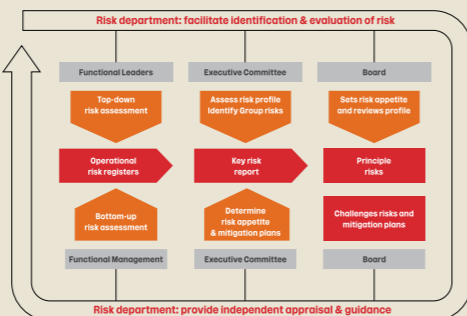 Risk department: facilitate identification & evaluation of risk
Functional Leaders
Executive Committee
Board
Top-down
risk assessment
Assess risk profile
Identify Group risks
Sets risk appetite
and reviews profile
Operational
risk registers
Key risk
report
Principle
risks
Bottom-up
risk assessment
Determine
risk appetite
& mitigation plans
Challenges risks and
mitigation plans
Functional Management
Executive Committee
Board
Risk department: provide independent appraisal & guidance